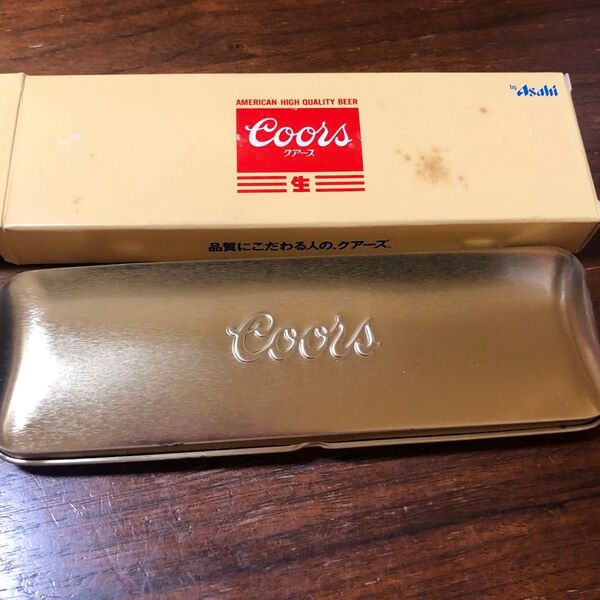 by Asahi
AMERICAN HIGH QUALITY BEER
Coors
クアーズ
生
品質にこだわる人の、クアーズ。
Coors